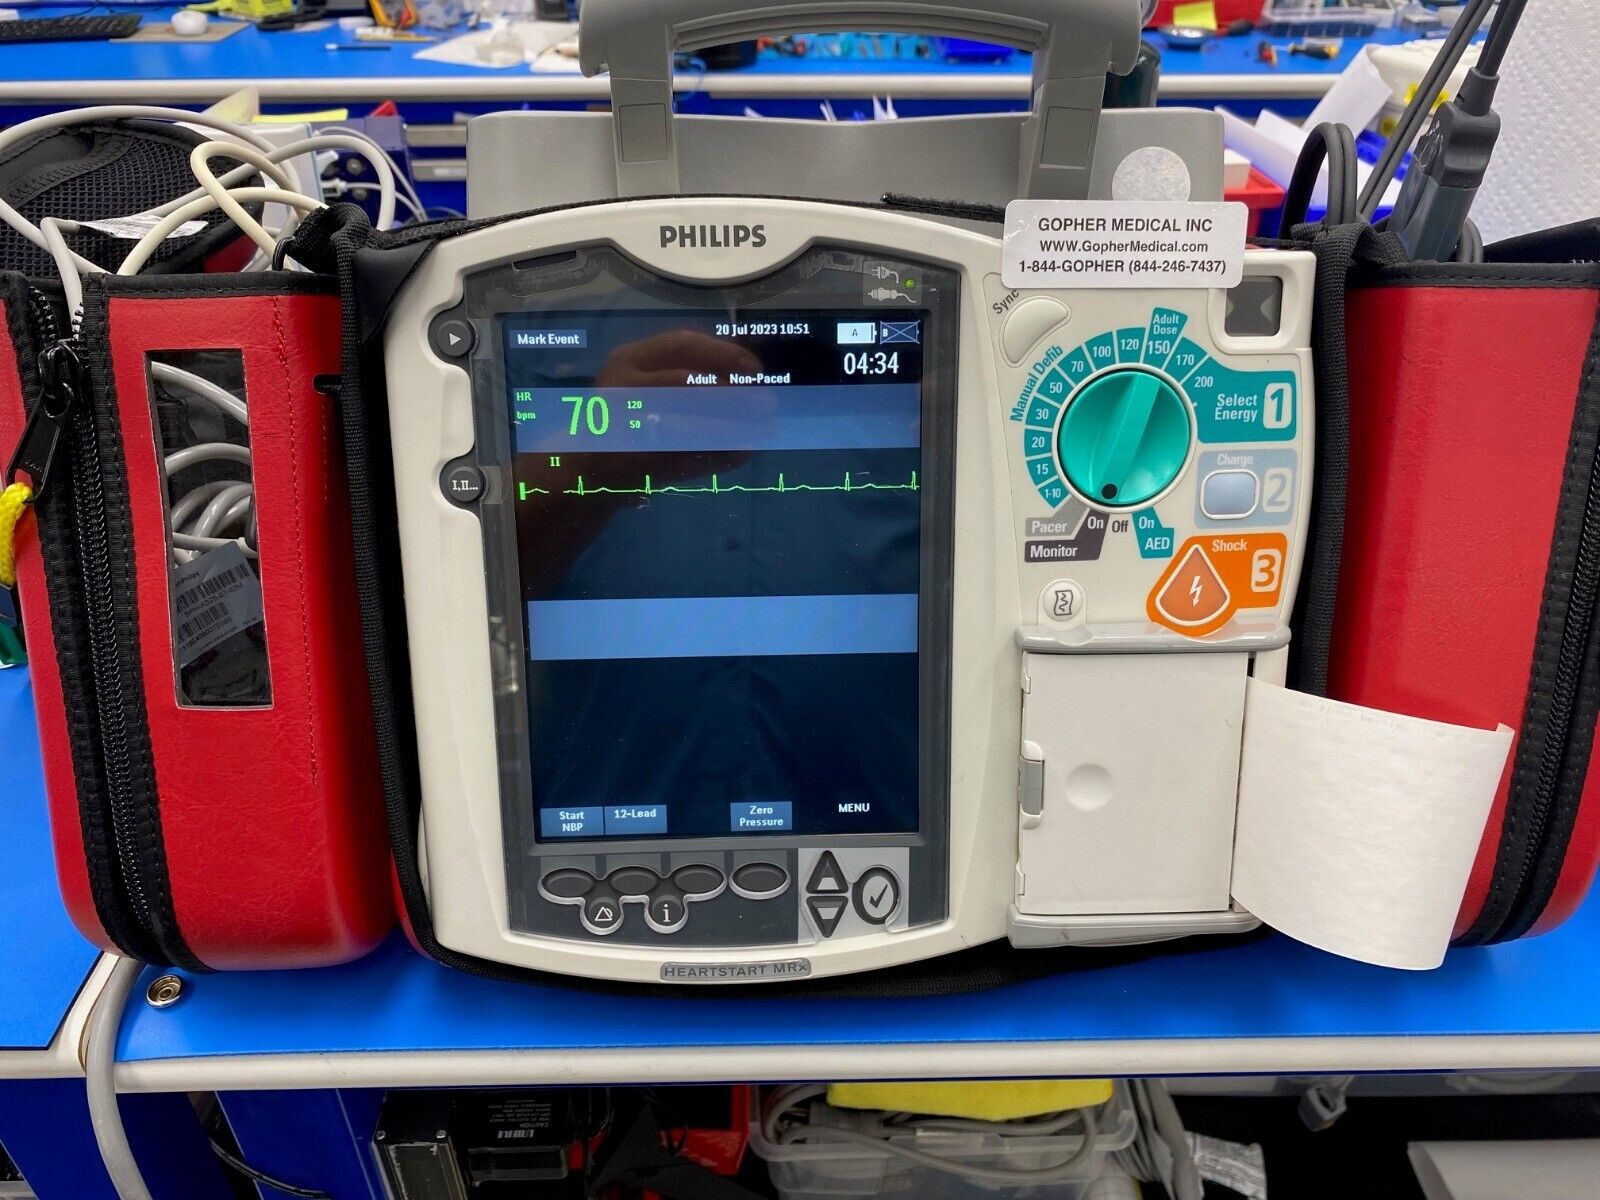 PHILIPS
GOPHER MEDICAL INC
WWW.GopherMedical.com
1-844-GOPHER (844-246-7437)
Mark Event
20 Jul 2023 10:51
A
B
04:34
Adult Non-Paced
HR
bpm
70
120
50
II
I,II...
Start
NBP
12-Lead
Zero
Pressure
MENU
i
HEARTSTART MRx
Sync
Manual Defib
1-10
15
20
30
50
70
100
120
Adult
Dose
150
170
200
Select
Energy
1
Charge
2
Shock
3
Pacer
Monitor
On
Off
On
AED
CAUTION